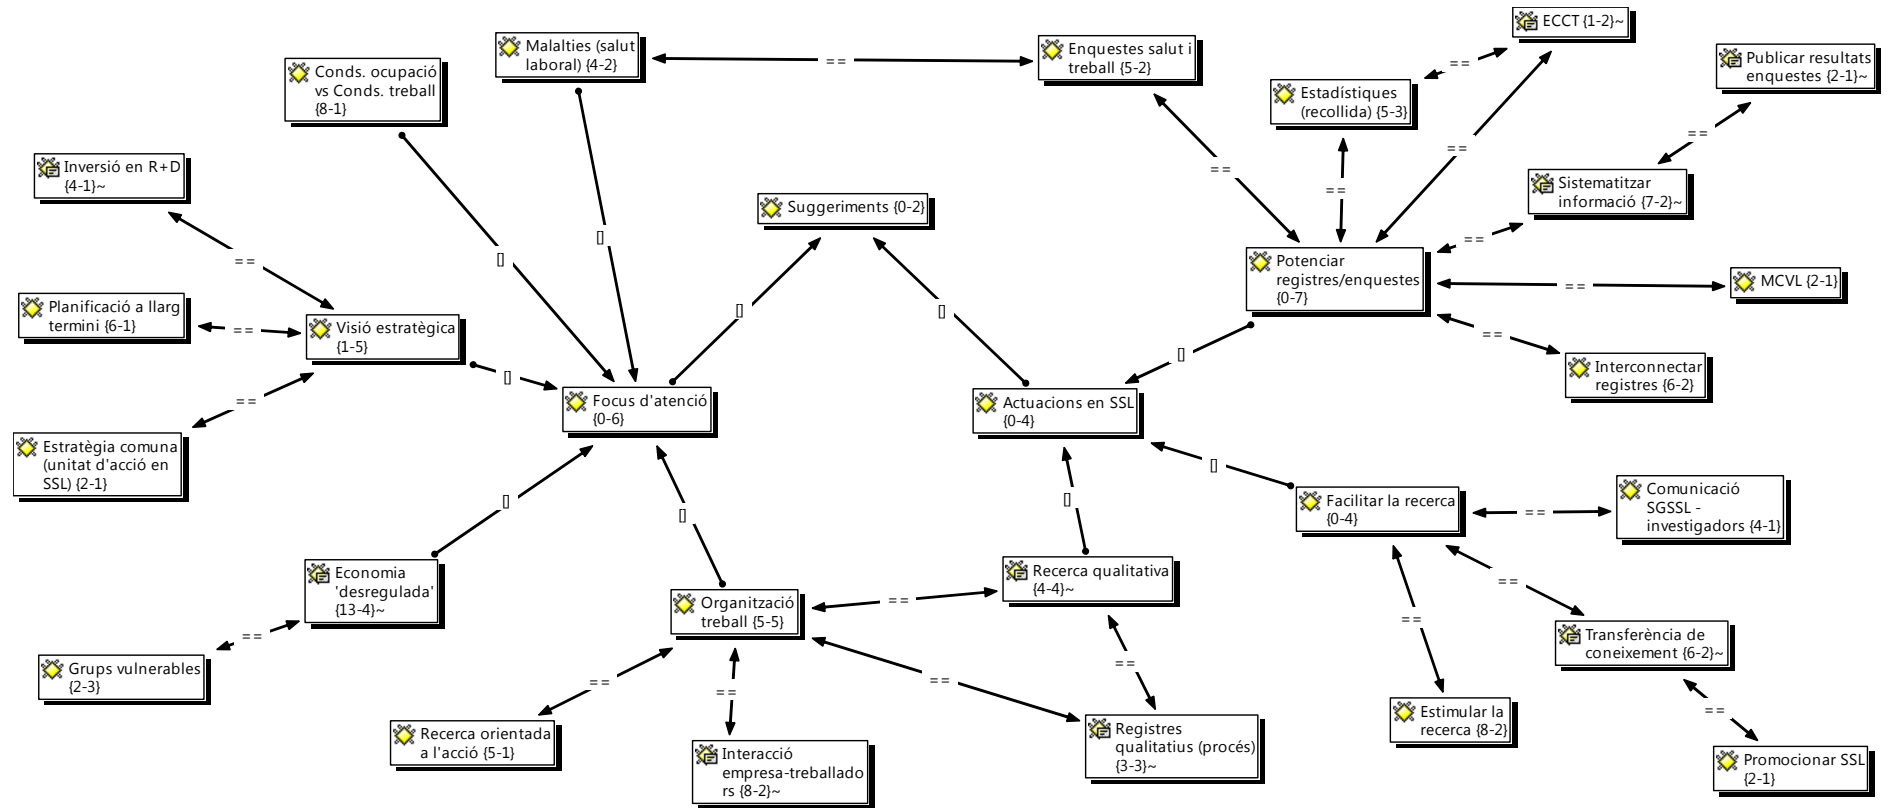 ECCT {1-2}~
Malalties (salut
laboral) {4-2}
==
Enquestes salut i
treball {5-2}
==
Publicar resultats
enquestes {2-1}~
Conds. ocupació
vs Conds. treball
{8-1}
Estadístiques
(recollida) {5-3}
==
==
==
==
Inversió en R+D
{4-1}~
Sistematitzar
informació {7-2}~
==
Suggeriments {0-2}
[]
[]
==
==
Potenciar
registres/enquestes
{0-7}
MCVL {2-1}
==
Planificació a llarg
termini {6-1}
==
Visió estratègica
{1-5}
[]
[]
==
[]
Interconnectar
registres {6-2}
[]
Focus d'atenció
{0-6}
Actuacions en SSL
{0-4}
==
Estratègia comuna
(unitat d'acció en
SSL) {2-1}
[]
[]
[]
[]
Facilitar la recerca
{0-4}
==
Comunicació
SGSSL -
investigadors {4-1}
Economia
'desregulada'
{13-4}~
Recerca qualitativa
{4-4}~
==
Organització
treball {5-5}
==
==
==
Transferència de
coneixement {6-2}~
Grups vulnerables
{2-3}
==
==
==
==
Recerca orientada
a l'acció {5-1}
Interacció
empresa-treballado
rs {8-2}~
Registres
qualitatius (procés)
{3-3}~
Estimular la
recerca {8-2}
==
Promocionar SSL
{2-1}